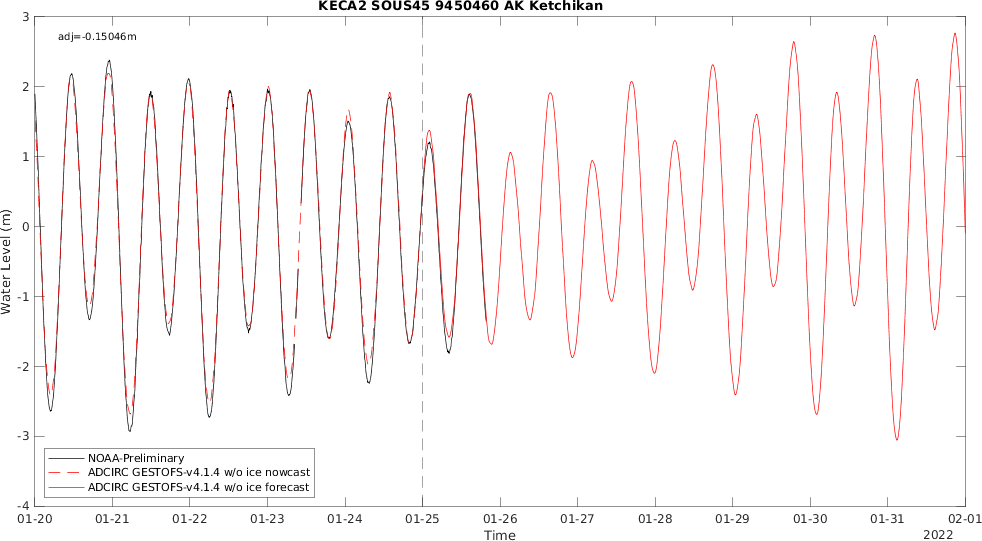 KECA2 SOUS45 9450460 AK Ketchikan
adj=-0.15046m
3
2
1
0
-1
-2
-3
-4
Water Level (m)
NOAA-Preliminary
ADCIRC GESTOFS-v4.1.4 w/o ice nowcast
ADCIRC GESTOFS-v4.1.4 w/o ice forecast
01-20 01-21 01-22 01-23 01-24 01-25 01-26 01-27 01-28 01-29 01-30 01-31 02-01
Time
2022